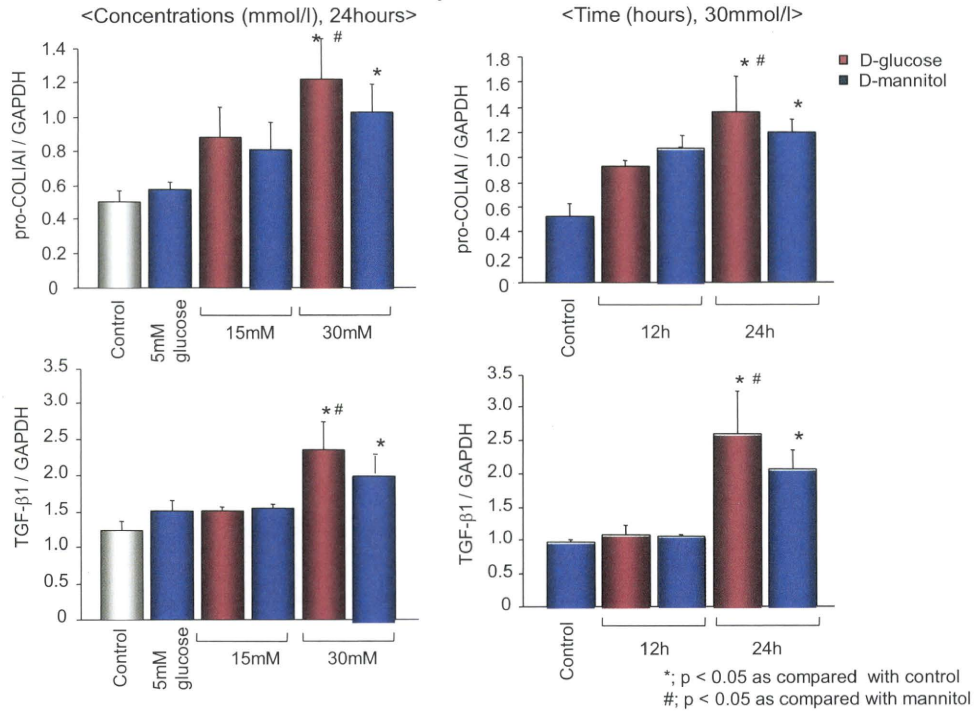 <Concentrations (mmol/l), 24hours>
pro-COLIAI / GAPDH
1.4
1.2
1.0
0.8
0.6
0.4
0.2
0
* #
*
Control
5mM glucose
15mM
30mM
<Time (hours), 30mmol/l>
D-glucose
D-mannitol
pro-COLIAI / GAPDH
1.8
1.6
1.4
1.2
1.0
0.8
0.6
0.4
0.2
0
* #
*
Control
12h
24h
TGF-β1 / GAPDH
3.5
3.0
2.5
2.0
1.5
1.0
0.5
0
*#
*
Control
5mM glucose
15mM
30mM
TGF-β1 / GAPDH
3.5
3.0
2.5
2.0
1.5
1.0
0.5
0
* #
*
Control
12h
24h
*; p < 0.05 as compared with control
#; p < 0.05 as compared with mannitol